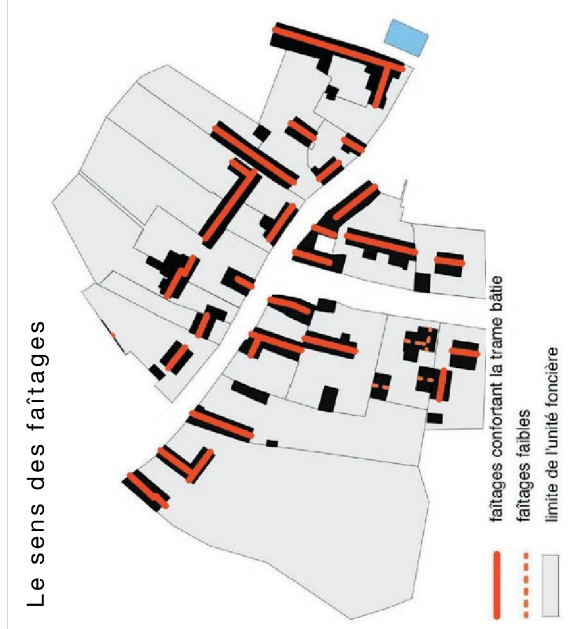 Le sens des faîtages
faîtages confortant la trame bâtie
faîtages faibles
limite de l'unité foncière